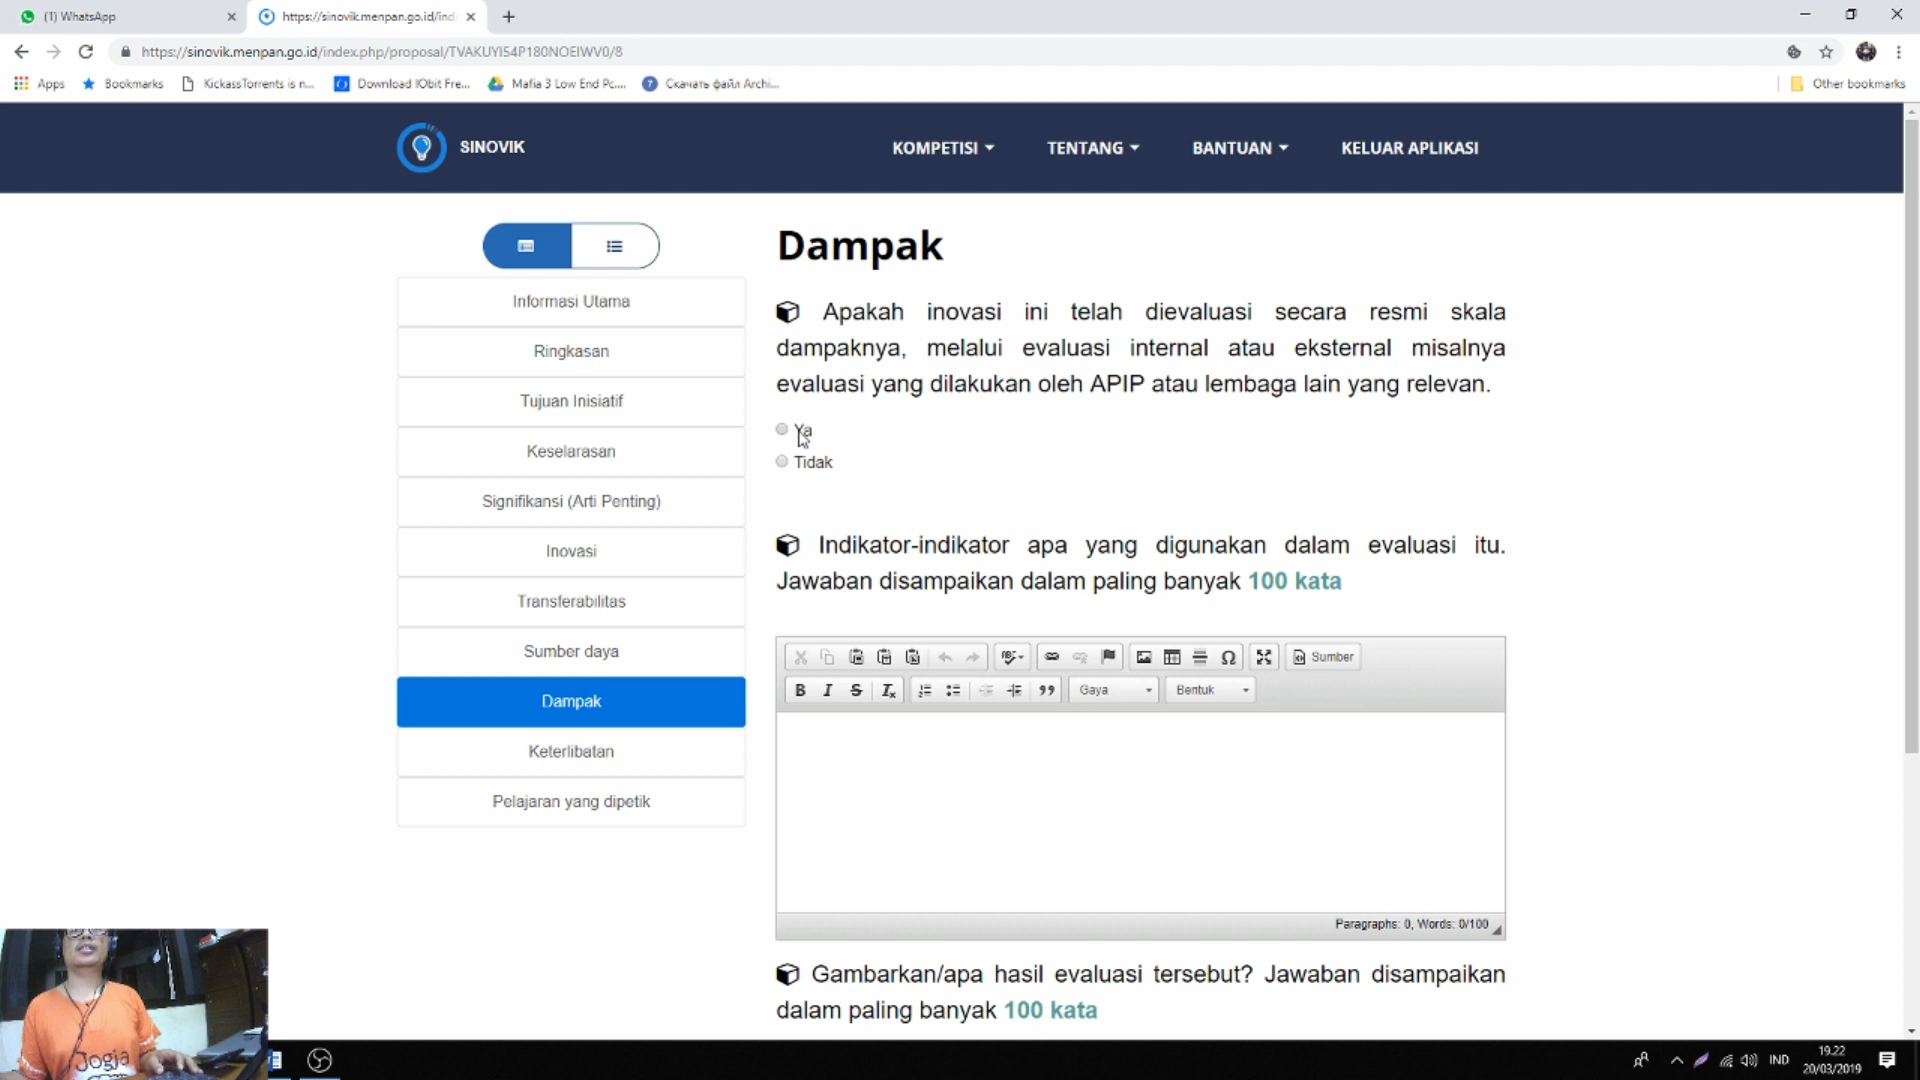 (1) WhatsApp
https://sinovik.menpan.go.id/ind
https://sinovik.menpan.go.id/index.php/proposal/TVAKUYI54P180NOEIWV0/8
Apps
Bookmarks
KickassTorrents is n...
Download IObit Fre...
Mafia 3 Low End Pc....
Скачать файл Archi...
Other bookmarks
SINOVIK
KOMPETISI
TENTANG
BANTUAN
KELUAR APLIKASI
Informasi Utama
Ringkasan
Tujuan Inisiatif
Keselarasan
Signifikansi (Arti Penting)
Inovasi
Transferabilitas
Sumber daya
Dampak
Keterlibatan
Pelajaran yang dipetik
Dampak
Apakah inovasi ini telah dievaluasi secara resmi skala
dampaknya, melalui evaluasi internal atau eksternal misalnya
evaluasi yang dilakukan oleh APIP atau lembaga lain yang relevan.
Ya
Tidak
Indikator-indikator apa yang digunakan dalam evaluasi itu.
Jawaban disampaikan dalam paling banyak 100 kata
Sumber
Gaya
Bentuk
Paragraphs: 0, Words: 0/100
Gambarkan/apa hasil evaluasi tersebut? Jawaban disampaikan
dalam paling banyak 100 kata
Jogja
IND
19.22
20/03/2019